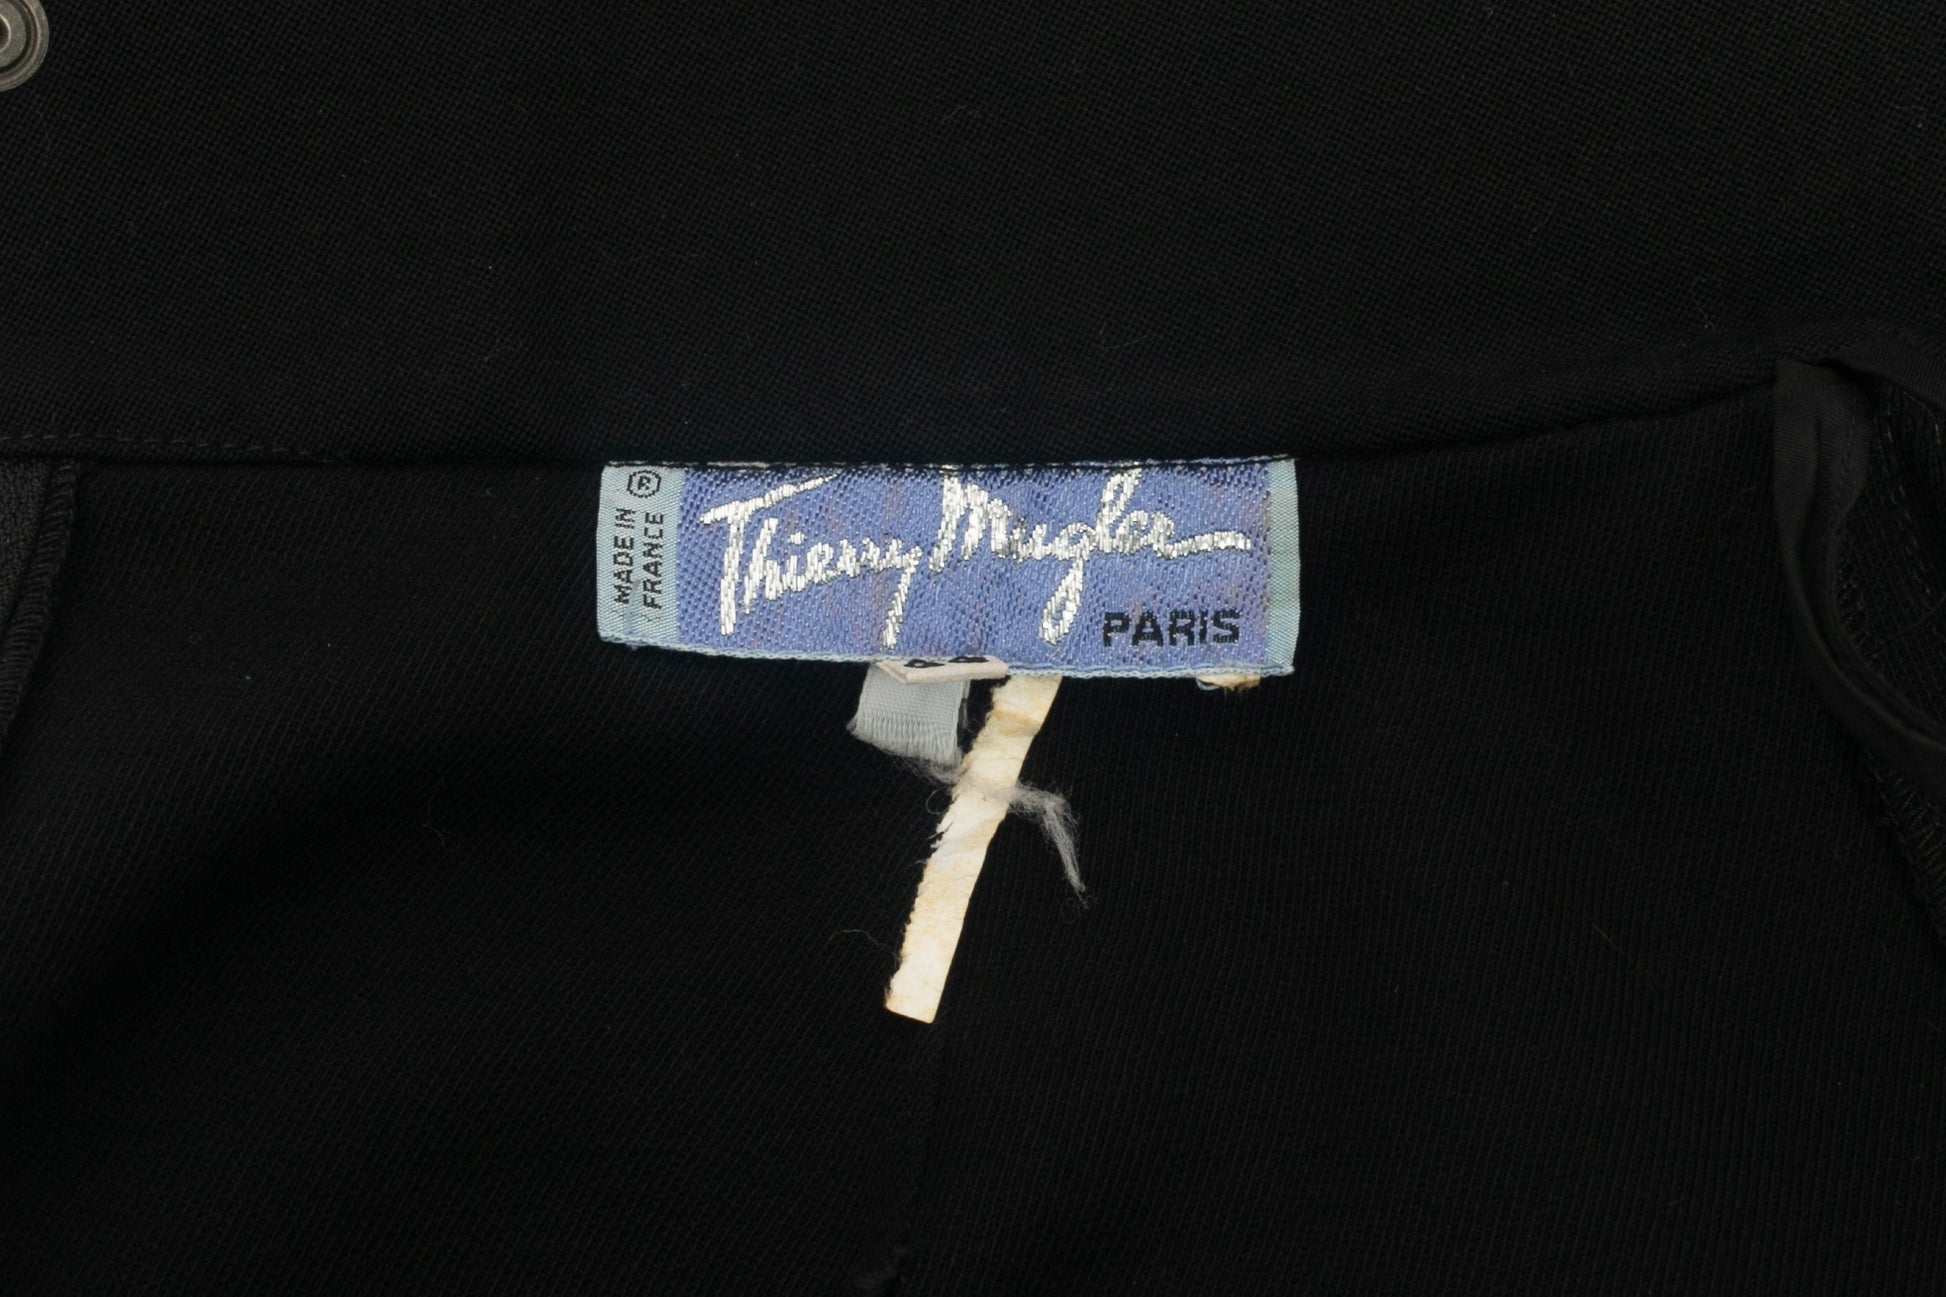 MADE IN
FRANCE ®
Thierry Mugler
PARIS